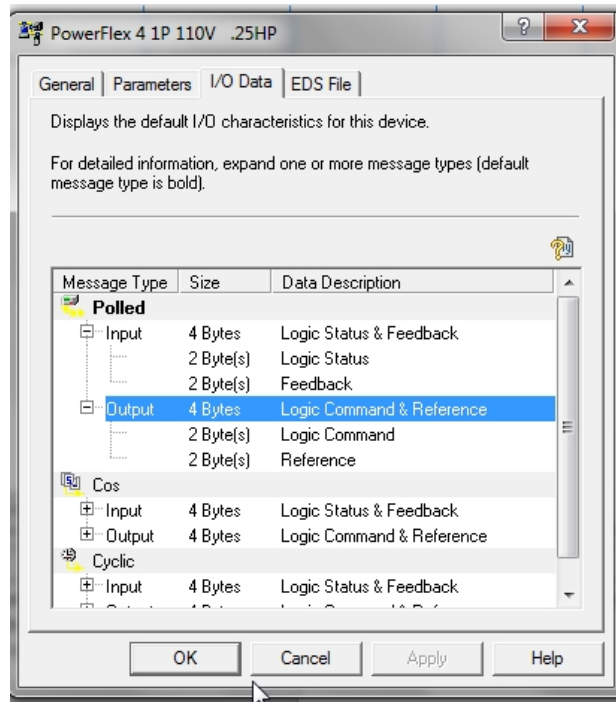 PowerFlex 4 1P 110V .25HP
General Parameters I/O Data EDS File
Displays the default I/O characteristics for this device.
For detailed information, expand one or more message types (default
message type is bold).
Message Type Size Data Description
Polled
Input 4 Bytes Logic Status & Feedback
2 Byte(s) Logic Status
2 Byte(s) Feedback
Output 4 Bytes Logic Command & Reference
2 Byte(s) Logic Command
2 Byte(s) Reference
Cos
Input 4 Bytes Logic Status & Feedback
Output 4 Bytes Logic Command & Reference
Cyclic
Input 4 Bytes Logic Status & Feedback
OK Cancel Apply Help